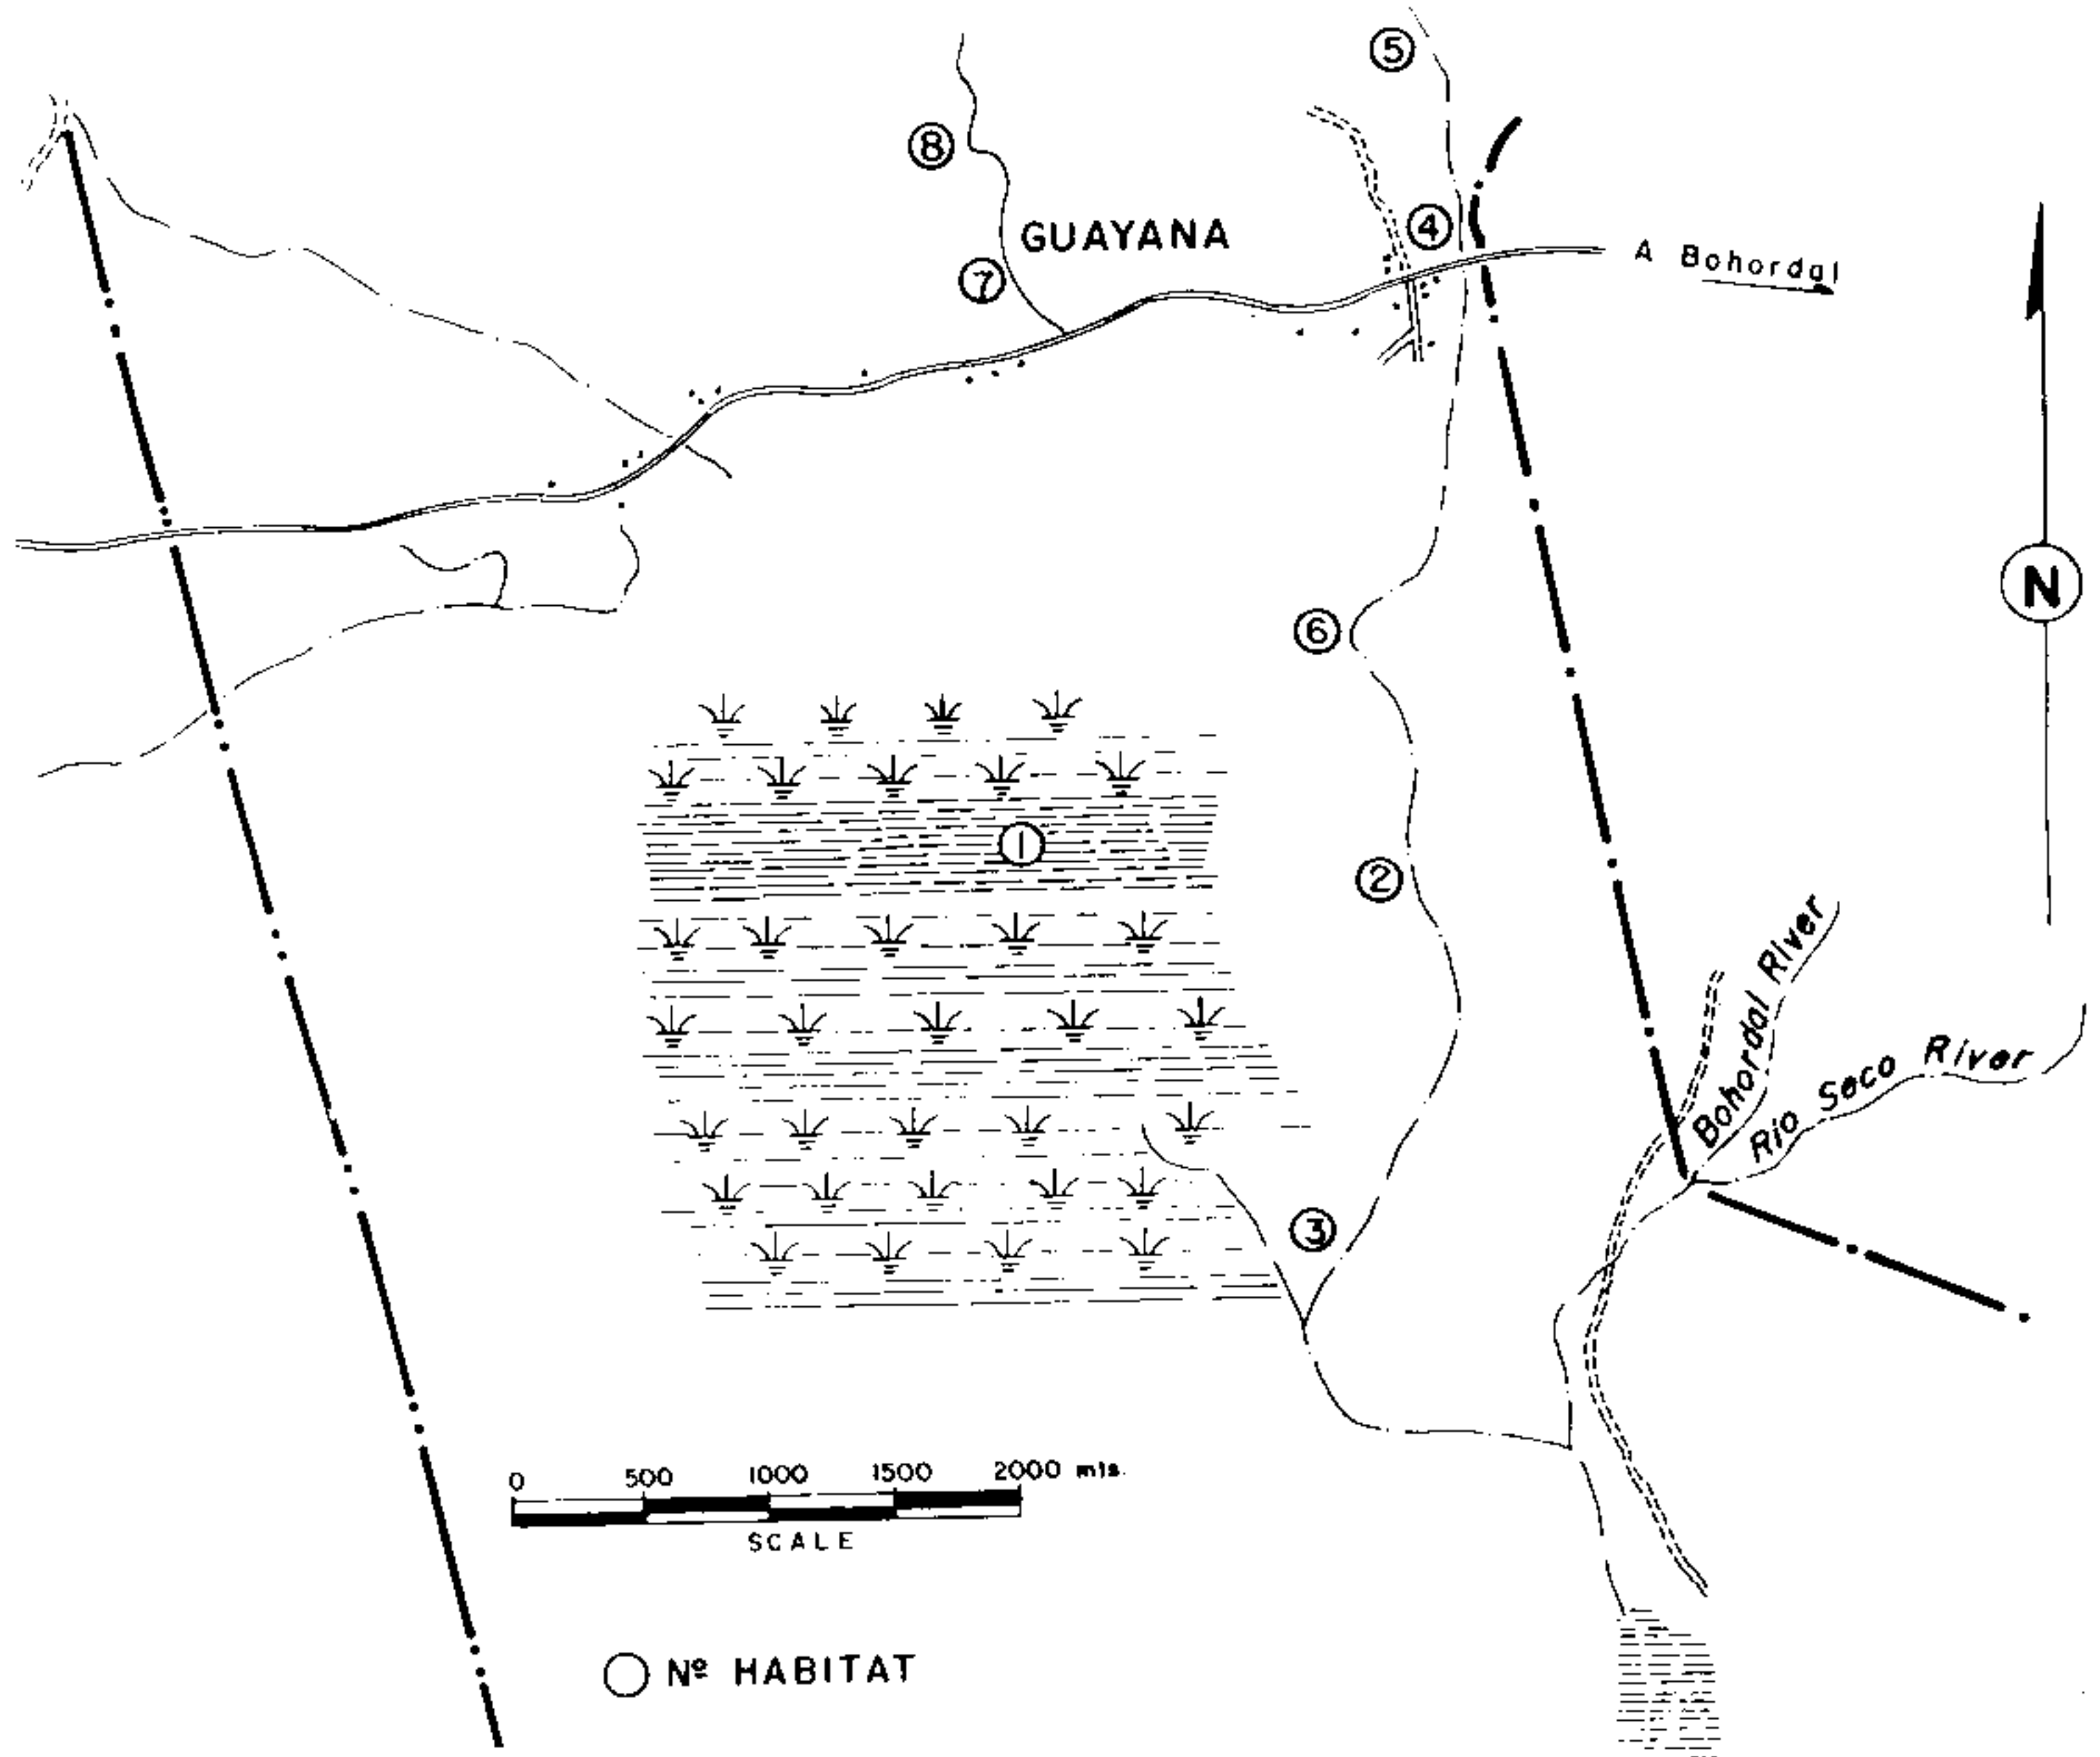 ⑤
⑧
④
GUAYANA
A Bohordal
⑦
N
⑥
①
②
Bohordal River
Rio Seco River
③
0 500 1000 1500 2000 mts.
SCALE
Nº HABITAT